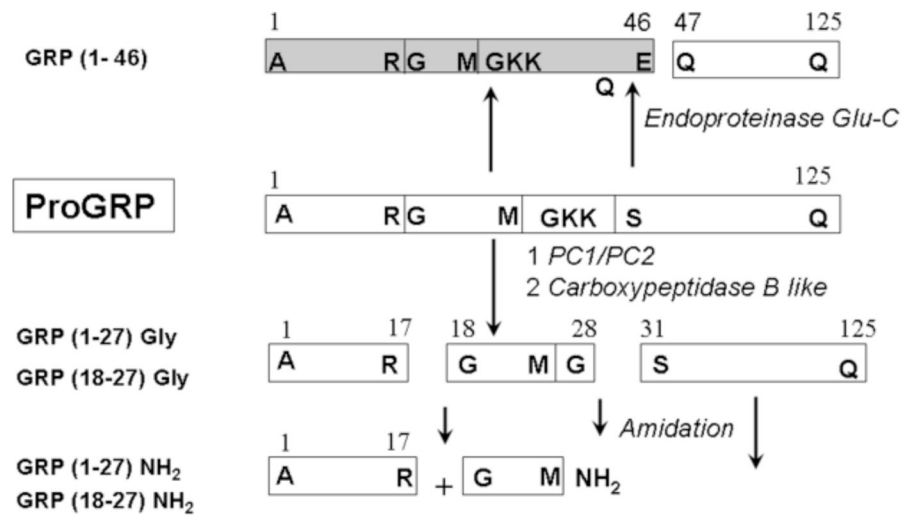 1 46 47 125
GRP (1- 46) A R G M GKK E Q Q
Q
Endoproteinase Glu-C
1 125
ProGRP A R G M GKK S Q
1 PC1/PC2
2 Carboxypeptidase B like
1 17 18 28 31 125
GRP (1-27) Gly
A R G M G S Q
GRP (18-27) Gly
Amidation
1 17
GRP (1-27) NH2
A R + G M NH2
GRP (18-27) NH2